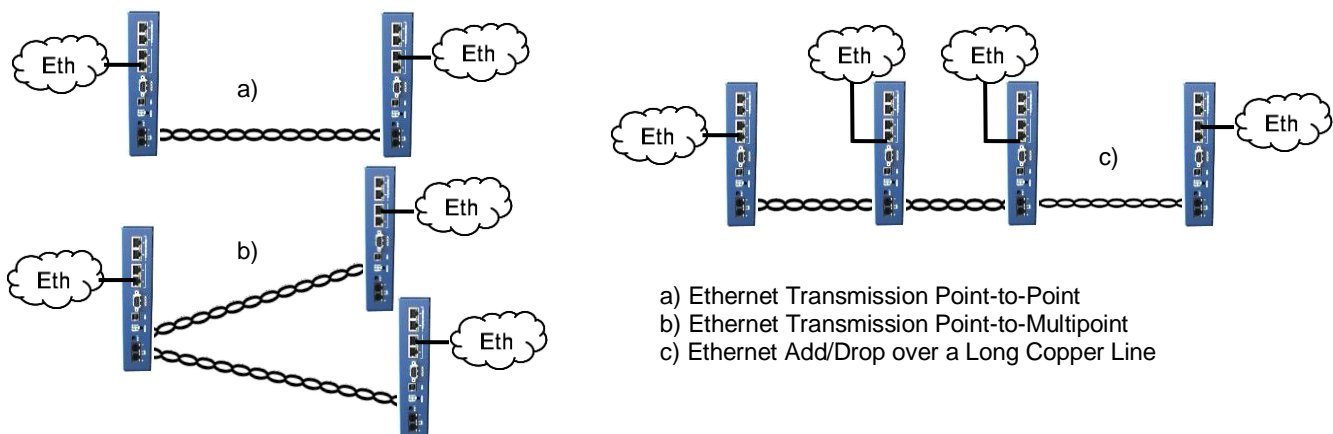 Eth
Eth
a)
Eth
Eth
b)
Eth
Eth
Eth
Eth
Eth
c)
Eth
a) Ethernet Transmission Point-to-Point
b) Ethernet Transmission Point-to-Multipoint
c) Ethernet Add/Drop over a Long Copper Line